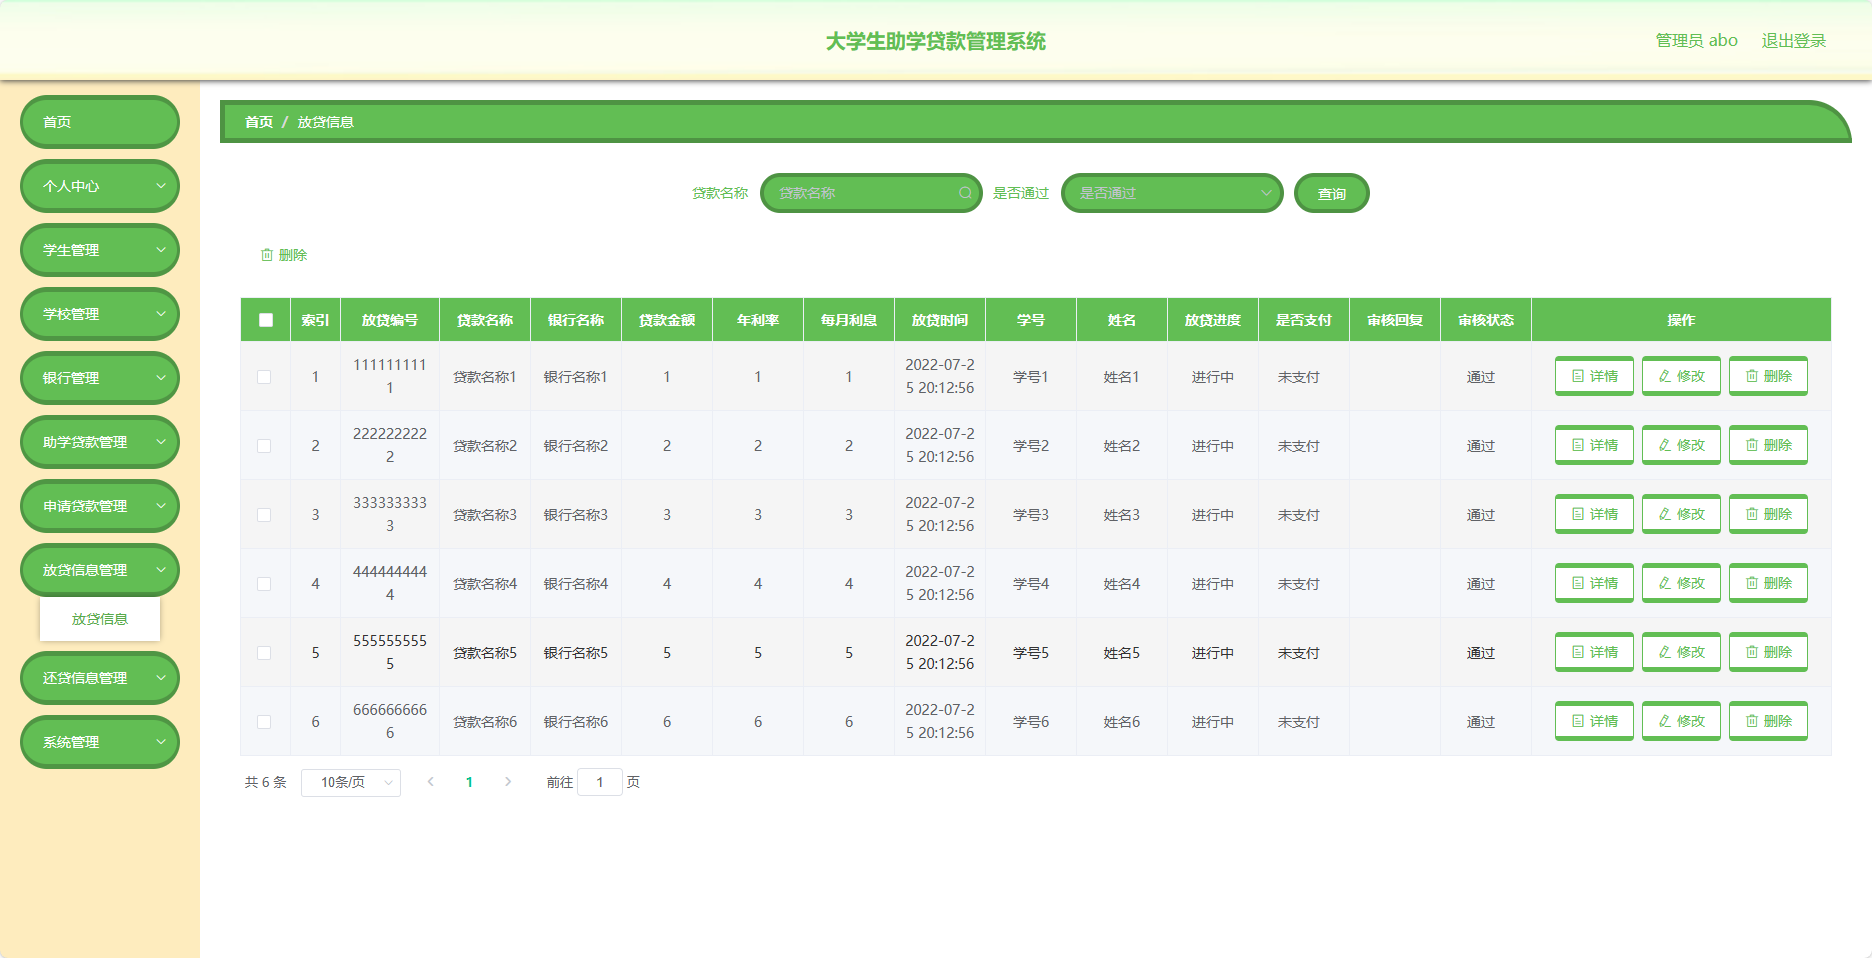 大学生助学贷款管理系统
管理员 abo 退出登录
首页
个人中心
学生管理
学校管理
银行管理
助学贷款管理
申请贷款管理
放贷信息管理
放贷信息
还贷信息管理
系统管理
首页 / 放贷信息
贷款名称 贷款名称 是否通过 是否通过 查询
删除
索引 放贷编号 贷款名称 银行名称 贷款金额 年利率 每月利息 放贷时间 学号 姓名 放贷进度 是否支付 审核回复 审核状态 操作
1 1111111111 贷款名称1 银行名称1 1 1 1 2022-07-25 20:12:56 学号1 姓名1 进行中 未支付 通过 详情 修改 删除
2 2222222222 贷款名称2 银行名称2 2 2 2 2022-07-25 20:12:56 学号2 姓名2 进行中 未支付 通过 详情 修改 删除
3 3333333333 贷款名称3 银行名称3 3 3 3 2022-07-25 20:12:56 学号3 姓名3 进行中 未支付 通过 详情 修改 删除
4 4444444444 贷款名称4 银行名称4 4 4 4 2022-07-25 20:12:56 学号4 姓名4 进行中 未支付 通过 详情 修改 删除
5 5555555555 贷款名称5 银行名称5 5 5 5 2022-07-25 20:12:56 学号5 姓名5 进行中 未支付 通过 详情 修改 删除
6 6666666666 贷款名称6 银行名称6 6 6 6 2022-07-25 20:12:56 学号6 姓名6 进行中 未支付 通过 详情 修改 删除
共 6 条 10条/页 1 前往 1 页